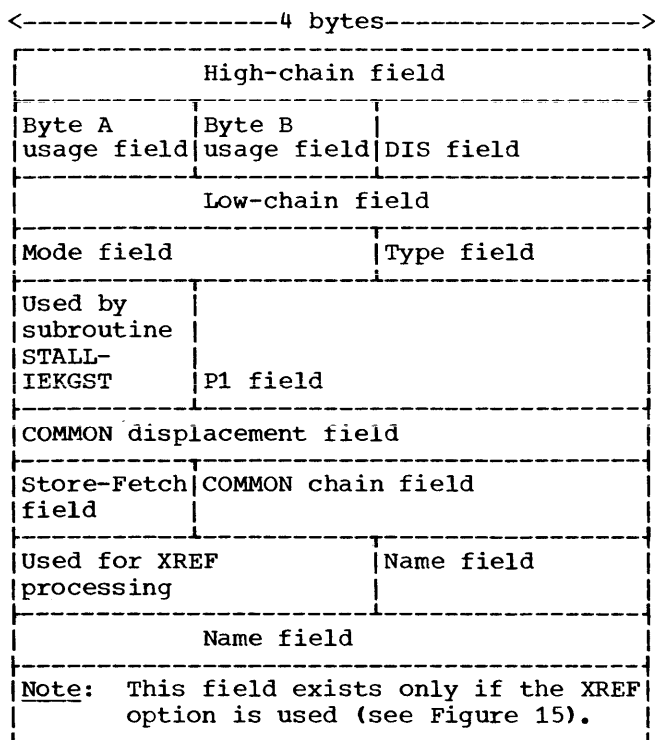 <----------------4 bytes---------------->
High-chain field
Byte A |Byte B
usage field|usage field|DIS field
Low-chain field
Mode field |Type field
Used by
subroutine
STALL-
IEKGST |P1 field
COMMON displacement field
Store-Fetch|COMMON chain field
field
Used for XREF |Name field
processing
Name field
Note: This field exists only if the XREF
option is used (see Figure 15).